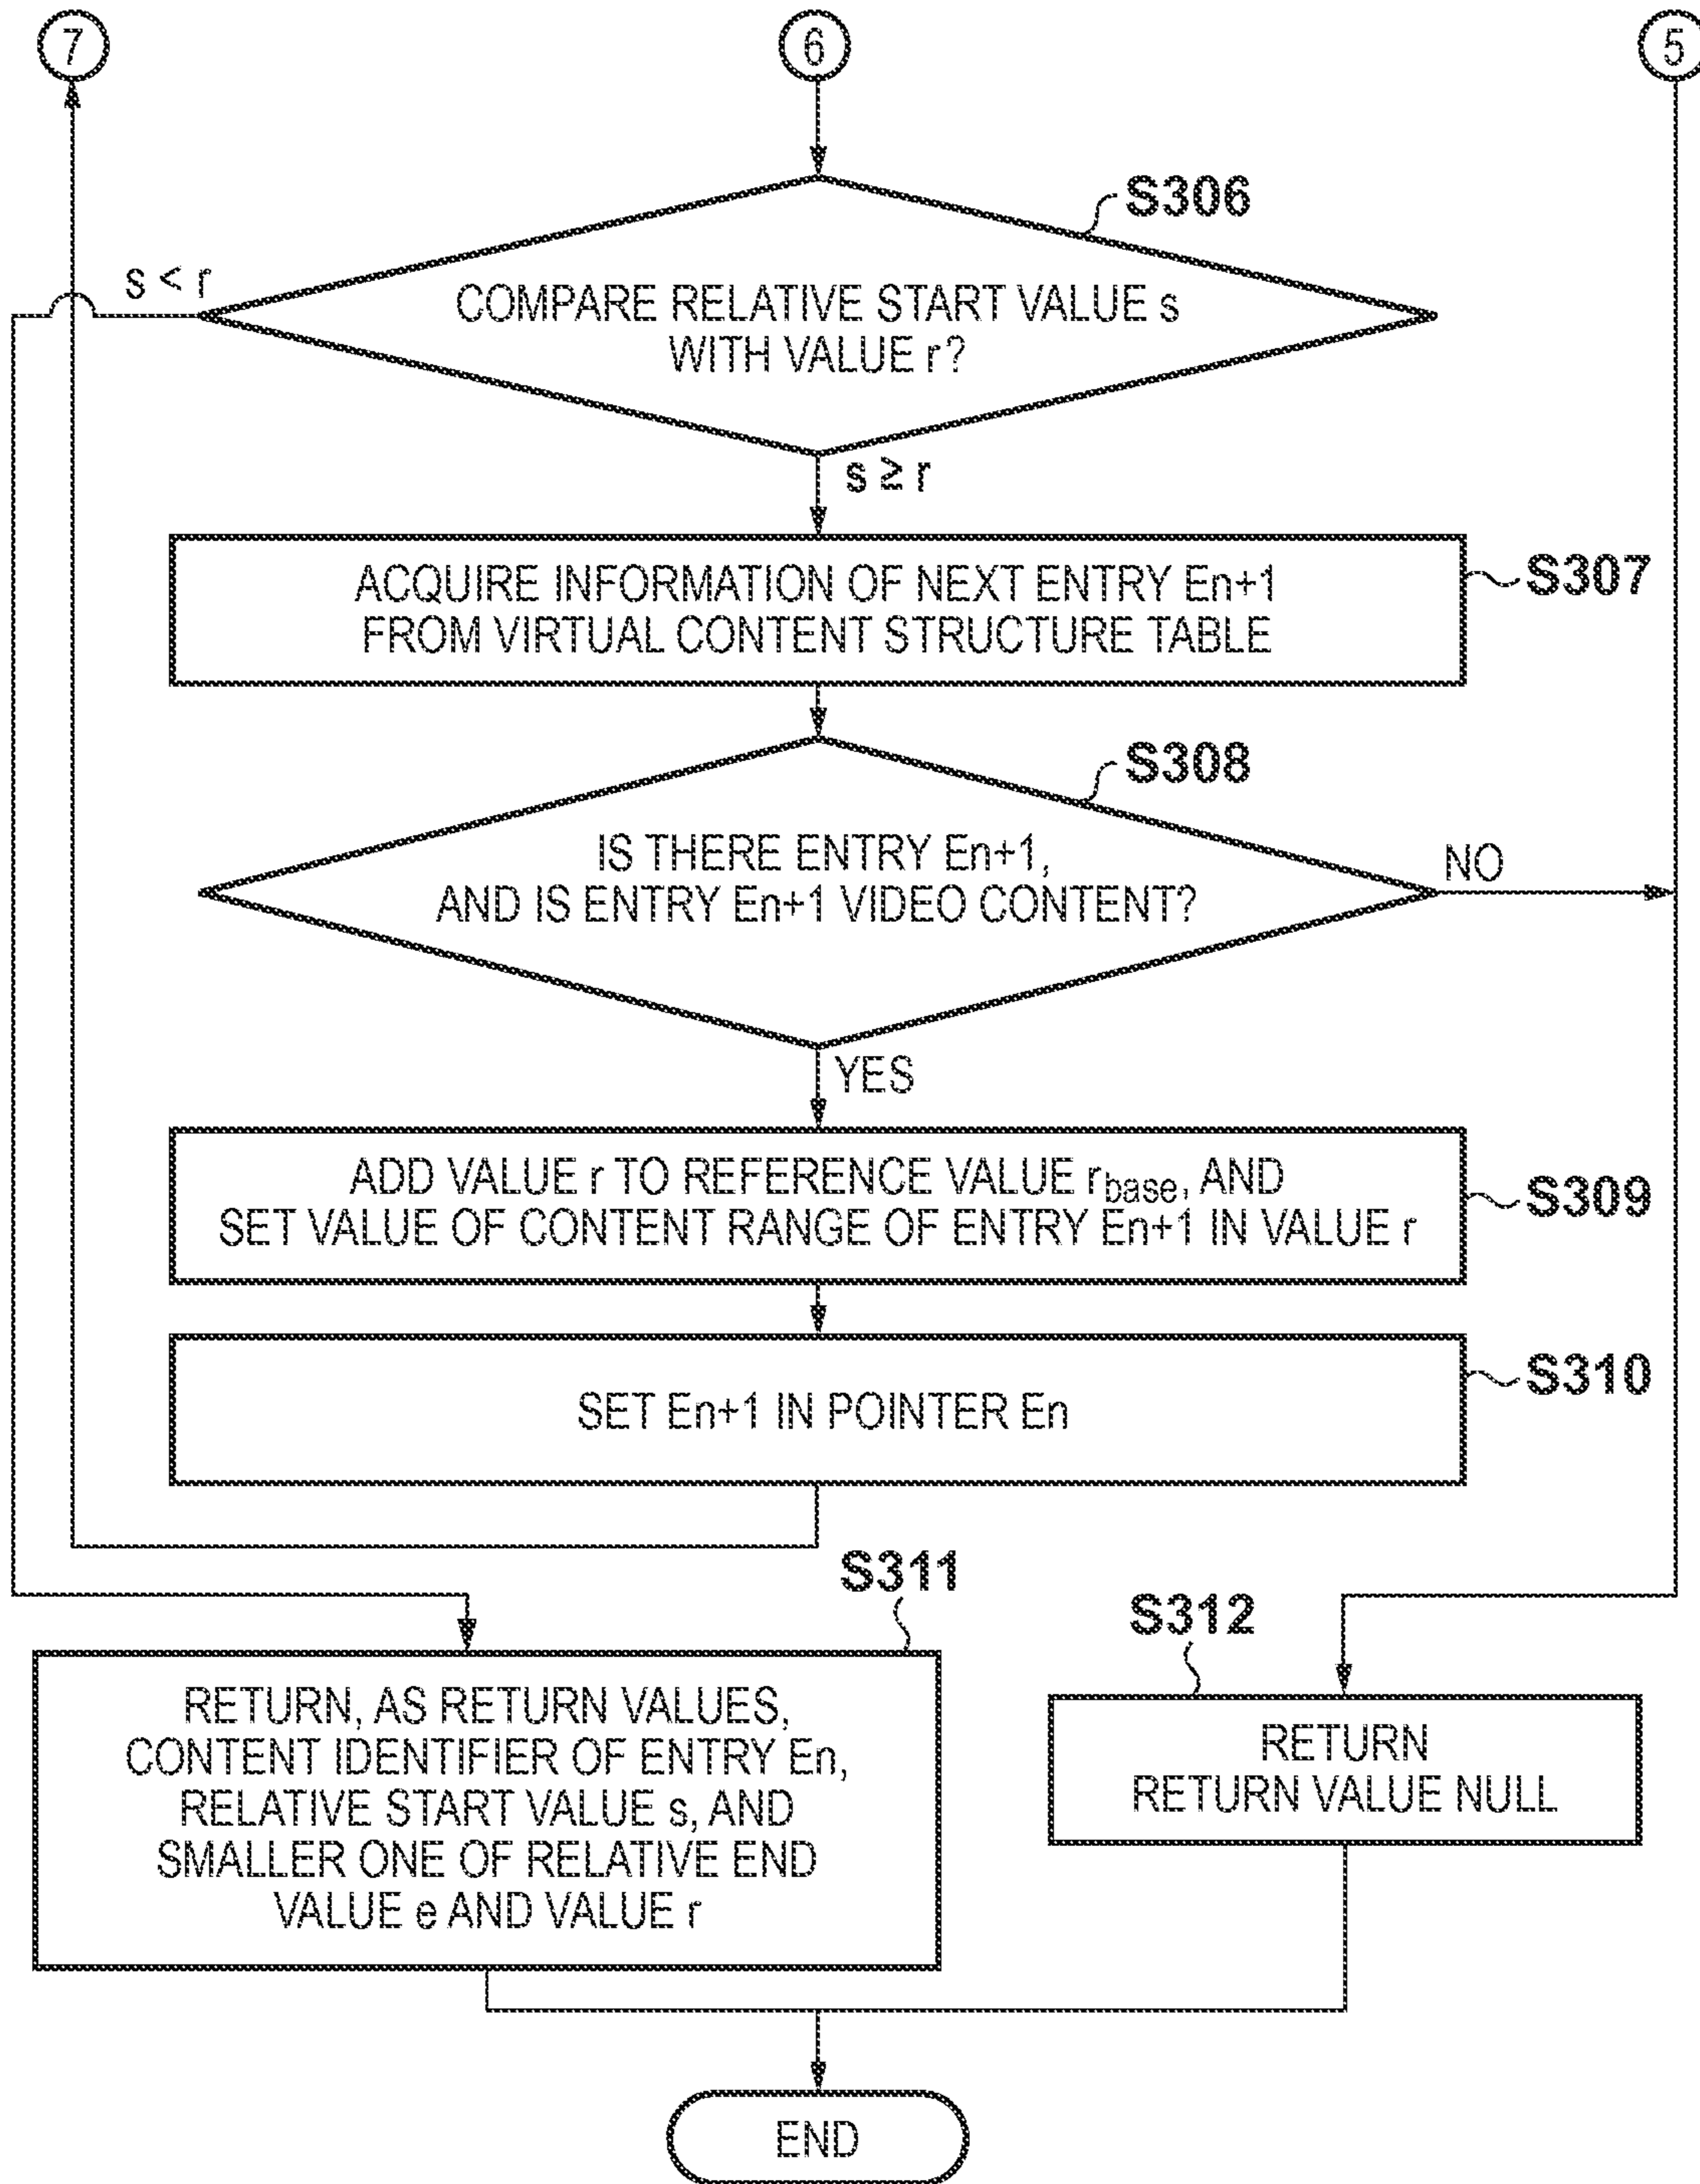 7
6
5
S306
s < r
COMPARE RELATIVE START VALUE s
WITH VALUE r?
s ≥ r
ACQUIRE INFORMATION OF NEXT ENTRY En+1
FROM VIRTUAL CONTENT STRUCTURE TABLE
S307
S308
IS THERE ENTRY En+1,
AND IS ENTRY En+1 VIDEO CONTENT?
NO
YES
ADD VALUE r TO REFERENCE VALUE rbase, AND
SET VALUE OF CONTENT RANGE OF ENTRY En+1 IN VALUE r
S309
SET En+1 IN POINTER En
S310
S311
RETURN, AS RETURN VALUES,
CONTENT IDENTIFIER OF ENTRY En,
RELATIVE START VALUE s, AND
SMALLER ONE OF RELATIVE END
VALUE e AND VALUE r
S312
RETURN
RETURN VALUE NULL
END